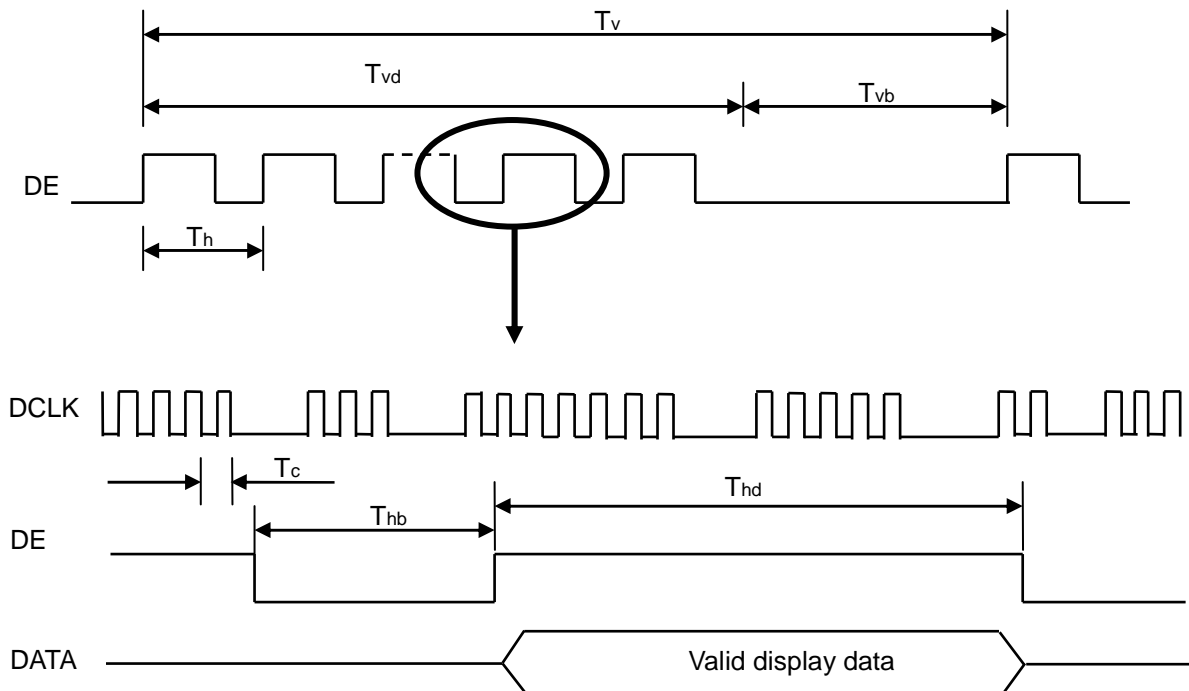 Tv
Tvd
Tvb
DE
Th
DCLK
Tc
Thd
Thb
DE
DATA
Valid display data